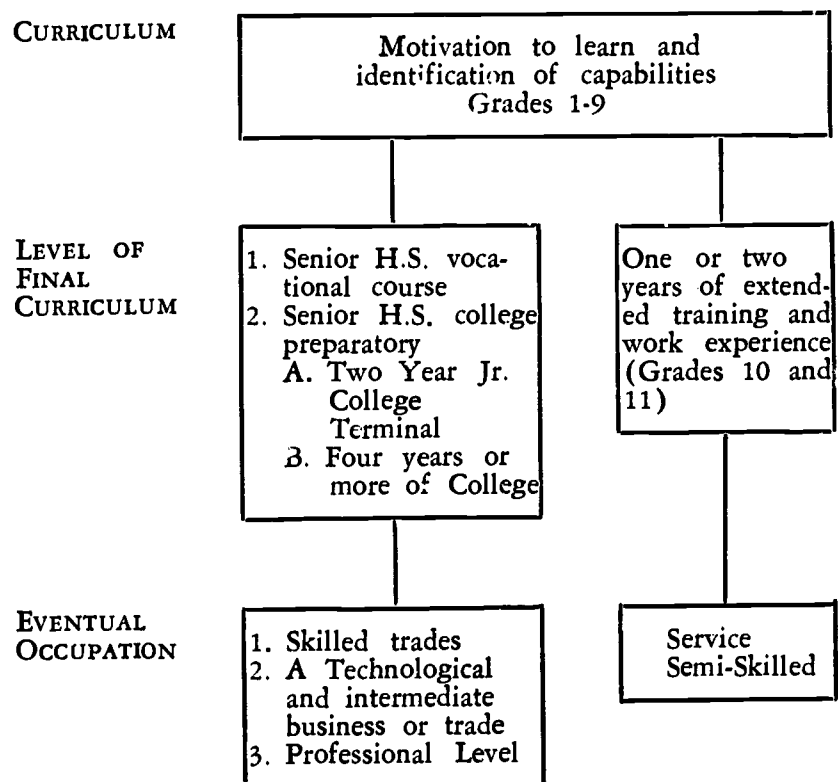 CURRICULUM
Motivation to learn and
identification of capabilities
Grades 1-9
LEVEL OF
FINAL
CURRICULUM
1. Senior H.S. voca-
tional course
2. Senior H.S. college
preparatory
A. Two Year Jr.
College
Terminal
B. Four years or
more of College
One or two
years of extend-
ed training and
work experience
(Grades 10 and
11)
EVENTUAL
OCCUPATION
1. Skilled trades
2. A Technological
and intermediate
business or trade
3. Professional Level
Service
Semi-Skilled